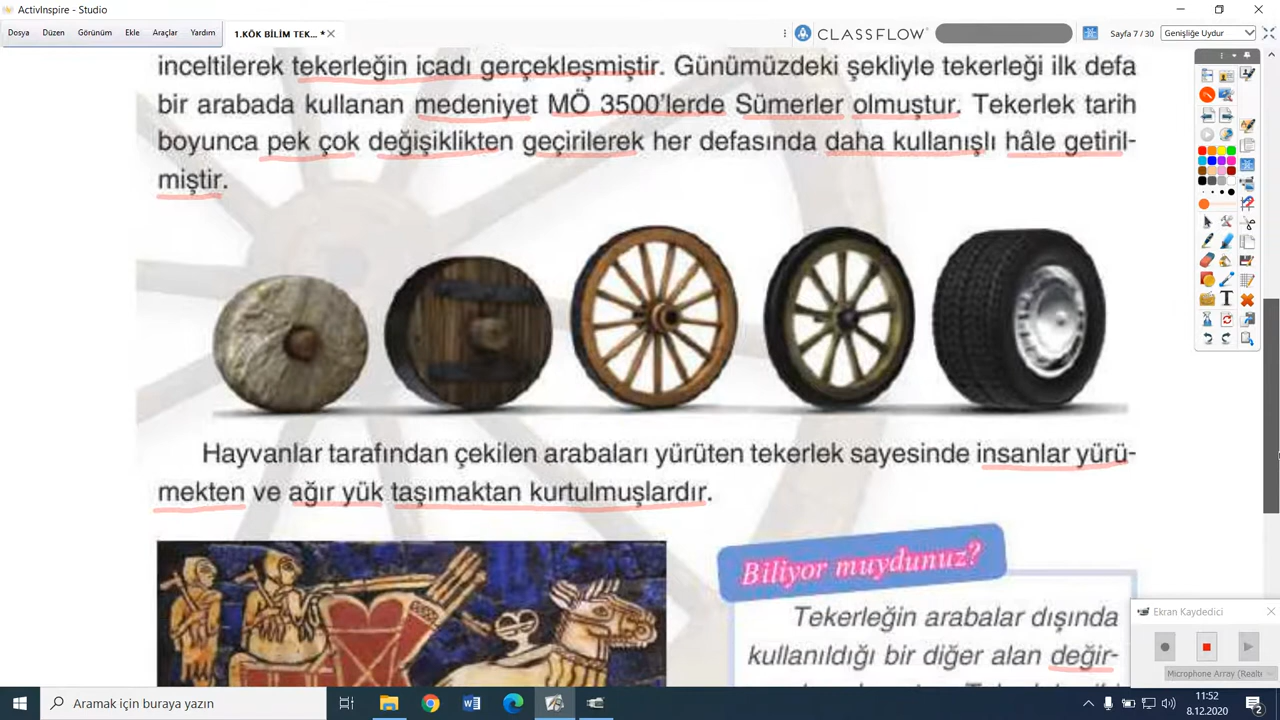 ActivInspire - Studio
Dosya Düzen Görünüm Ekle Araçlar Yardım
1.KÖK BİLİM TEK... *
CLASSFLOW
Sayfa 7 / 30
Genişliğe Uydur
inceltilerek tekerleğin icadı gerçekleşmiştir. Günümüzdeki şekliyle tekerleği ilk defa
bir arabada kullanan medeniyet MÖ 3500'lerde Sümerler olmuştur. Tekerlek tarih
boyunca pek çok değişiklikten geçirilerek her defasında daha kullanışlı hâle getiril-
miştir.
Hayvanlar tarafından çekilen arabaları yürüten tekerlek sayesinde insanlar yürü-
mekten ve ağır yük taşımaktan kurtulmuşlardır.
Biliyor muydunuz?
Tekerleğin arabalar dışında
kullanıldığı bir diğer alan değir-
Ekran Kaydedici
Microphone Array (Realte
Aramak için buraya yazın
11:52
8.12.2020
2